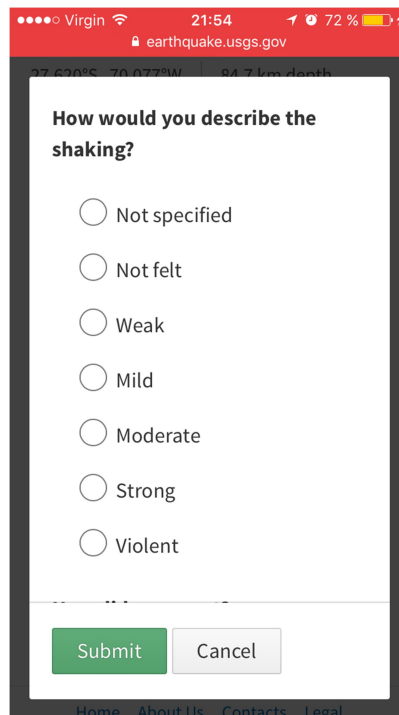 Virgin 21:54 72 %
earthquake.usgs.gov
27.620°S 70.077°W 84.7 km depth
How would you describe the
shaking?
Not specified
Not felt
Weak
Mild
Moderate
Strong
Violent
Submit Cancel
Home About Us Contacts Legal